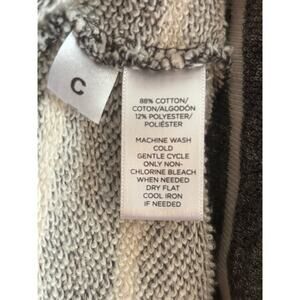 C
88% COTTON/
COTON/ALGODÓN
12% POLYESTER/
POLIÉSTER
MACHINE WASH
COLD
GENTLE CYCLE
ONLY NON-
CHLORINE BLEACH
WHEN NEEDED
DRY FLAT
COOL IRON
IF NEEDED